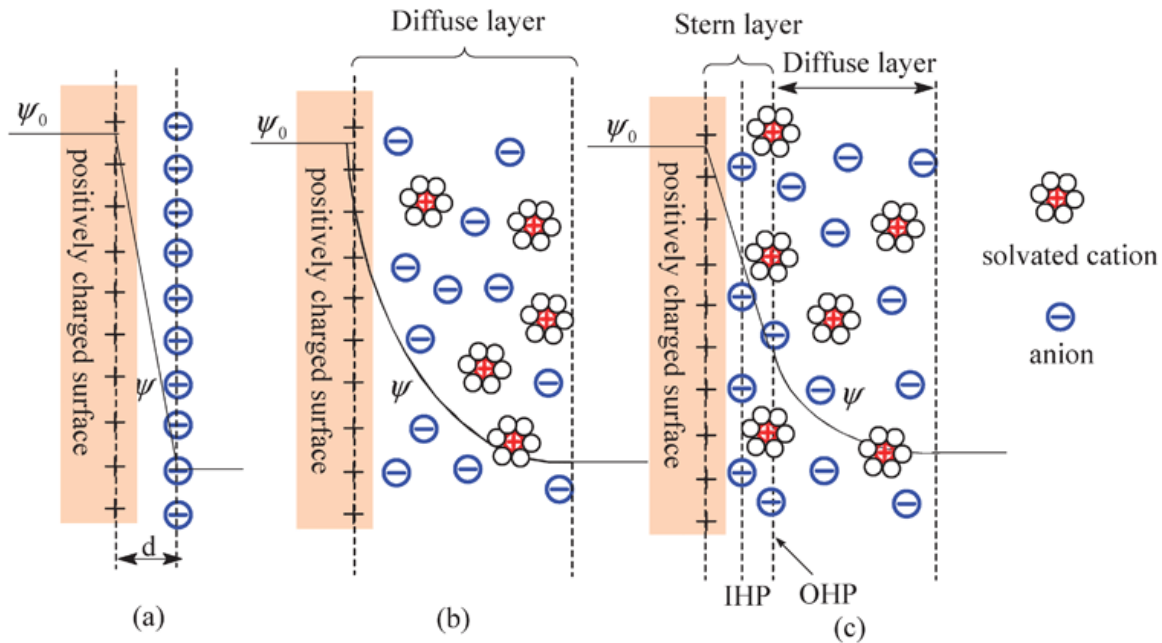 Diffuse layer
Stern layer
Diffuse layer
ψ₀
positively charged surface
ψ
d
(a)
ψ₀
positively charged surface
ψ
(b)
ψ₀
positively charged surface
ψ
IHP
OHP
(c)
solvated cation
anion